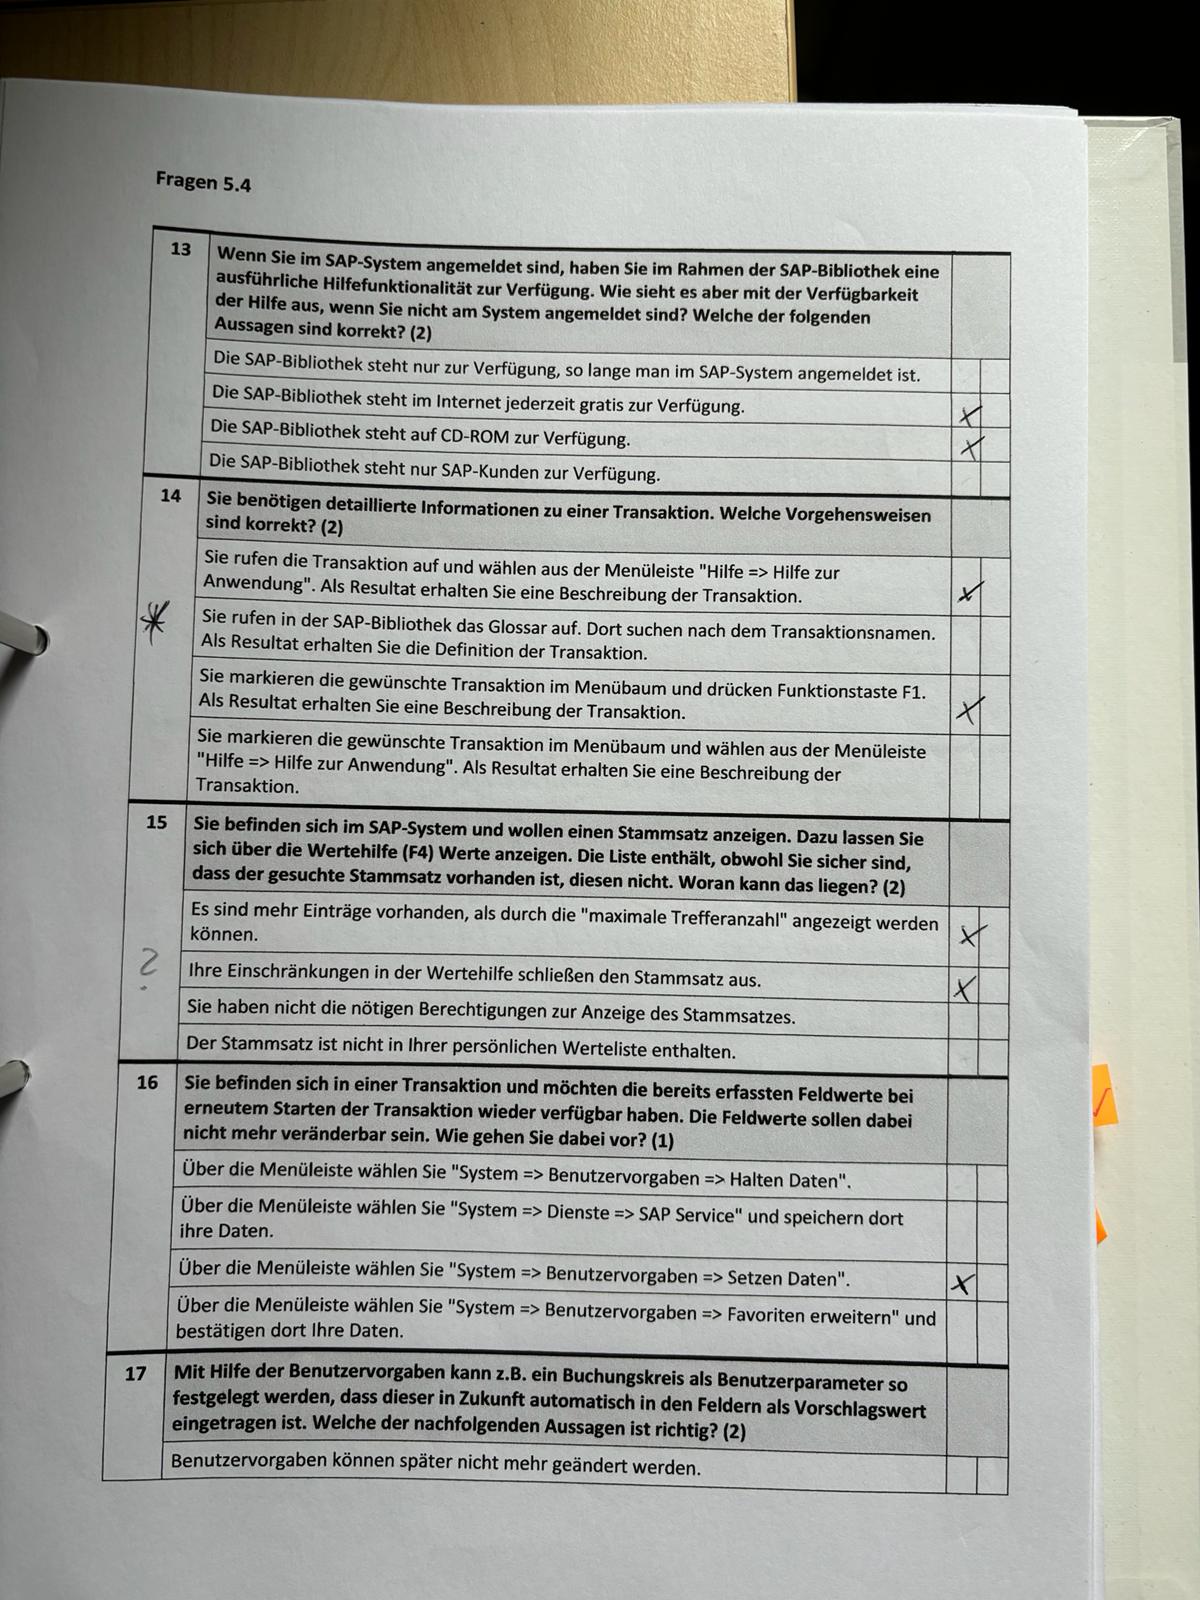 Fragen 5.4
13 Wenn Sie im SAP-System angemeldet sind, haben Sie im Rahmen der SAP-Bibliothek eine
ausführliche Hilfefunktionalität zur Verfügung. Wie sieht es aber mit der Verfügbarkeit
der Hilfe aus, wenn Sie nicht am System angemeldet sind? Welche der folgenden
Aussagen sind korrekt? (2)
Die SAP-Bibliothek steht nur zur Verfügung, so lange man im SAP-System angemeldet ist.
Die SAP-Bibliothek steht im Internet jederzeit gratis zur Verfügung. X
Die SAP-Bibliothek steht auf CD-ROM zur Verfügung. X
Die SAP-Bibliothek steht nur SAP-Kunden zur Verfügung.
14 Sie benötigen detaillierte Informationen zu einer Transaktion. Welche Vorgehensweisen
sind korrekt? (2)
Sie rufen die Transaktion auf und wählen aus der Menüleiste "Hilfe => Hilfe zur
Anwendung". Als Resultat erhalten Sie eine Beschreibung der Transaktion. X
* Sie rufen in der SAP-Bibliothek das Glossar auf. Dort suchen nach dem Transaktionsnamen.
Als Resultat erhalten Sie die Definition der Transaktion.
Sie markieren die gewünschte Transaktion im Menübaum und drücken Funktionstaste F1.
Als Resultat erhalten Sie eine Beschreibung der Transaktion. X
Sie markieren die gewünschte Transaktion im Menübaum und wählen aus der Menüleiste
"Hilfe => Hilfe zur Anwendung". Als Resultat erhalten Sie eine Beschreibung der
Transaktion.
15 Sie befinden sich im SAP-System und wollen einen Stammsatz anzeigen. Dazu lassen Sie
sich über die Wertehilfe (F4) Werte anzeigen. Die Liste enthält, obwohl Sie sicher sind,
dass der gesuchte Stammsatz vorhanden ist, diesen nicht. Woran kann das liegen? (2)
Es sind mehr Einträge vorhanden, als durch die "maximale Trefferanzahl" angezeigt werden
können. X
? Ihre Einschränkungen in der Wertehilfe schließen den Stammsatz aus. X
Sie haben nicht die nötigen Berechtigungen zur Anzeige des Stammsatzes.
Der Stammsatz ist nicht in Ihrer persönlichen Werteliste enthalten.
16 Sie befinden sich in einer Transaktion und möchten die bereits erfassten Feldwerte bei
erneutem Starten der Transaktion wieder verfügbar haben. Die Feldwerte sollen dabei
nicht mehr veränderbar sein. Wie gehen Sie dabei vor? (1)
Über die Menüleiste wählen Sie "System => Benutzervorgaben => Halten Daten".
Über die Menüleiste wählen Sie "System => Dienste => SAP Service" und speichern dort
ihre Daten.
Über die Menüleiste wählen Sie "System => Benutzervorgaben => Setzen Daten". X
Über die Menüleiste wählen Sie "System => Benutzervorgaben => Favoriten erweitern" und
bestätigen dort Ihre Daten.
17 Mit Hilfe der Benutzervorgaben kann z.B. ein Buchungskreis als Benutzerparameter so
festgelegt werden, dass dieser in Zukunft automatisch in den Feldern als Vorschlagswert
eingetragen ist. Welche der nachfolgenden Aussagen ist richtig? (2)
Benutzervorgaben können später nicht mehr geändert werden.